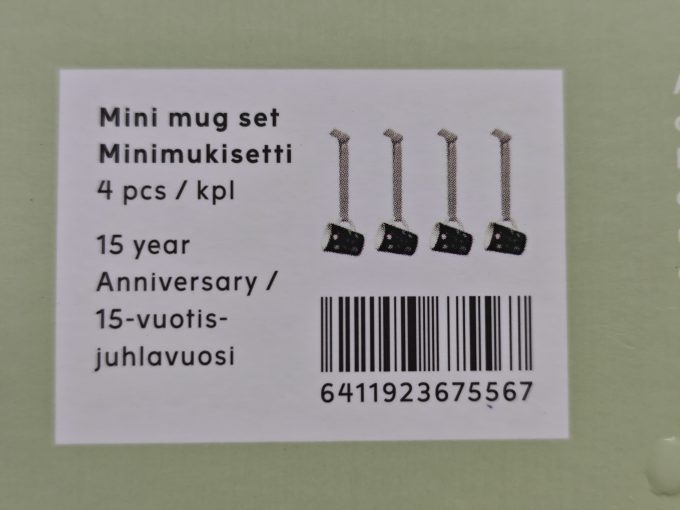 Mini mug set
Minimukisetti
4 pcs / kpl
15 year
Anniversary /
15-vuotis-
juhlavuosi
6411923675567